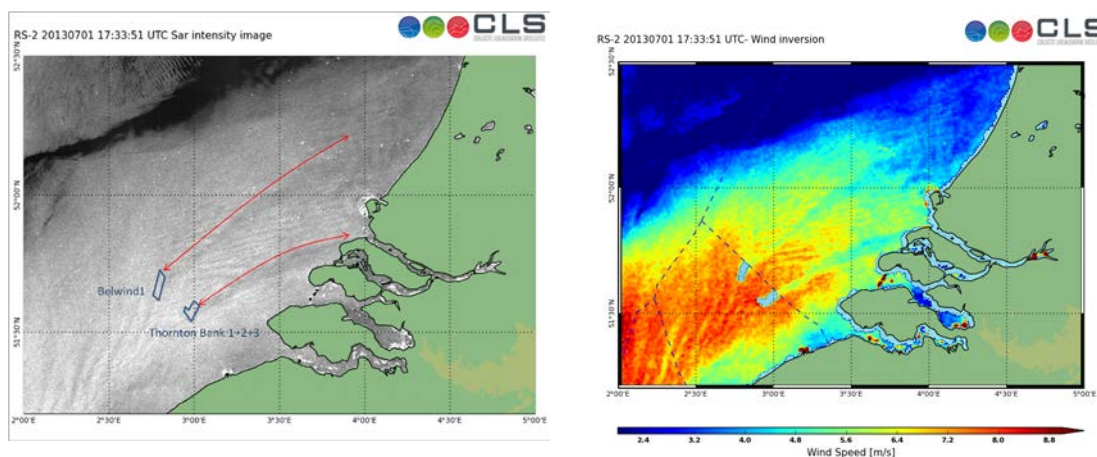 CLS
RS-2 20130701 17:33:51 UTC Sar intensity image
52°30'N
52°00'N
51°30'N
Belwind1
Thornton Bank 1+2+3
2°00'E
2°30'E
3°00'E
3°30'E
4°00'E
4°30'E
5°00'E
CLS
RS-2 20130701 17:33:51 UTC- Wind inversion
52°30'N
52°00'N
51°30'N
2°00'E
2°30'E
3°00'E
3°30'E
4°00'E
4°30'E
5°00'E
2.4
3.2
4.0
4.8
5.6
6.4
7.2
8.0
8.8
Wind Speed [m/s]